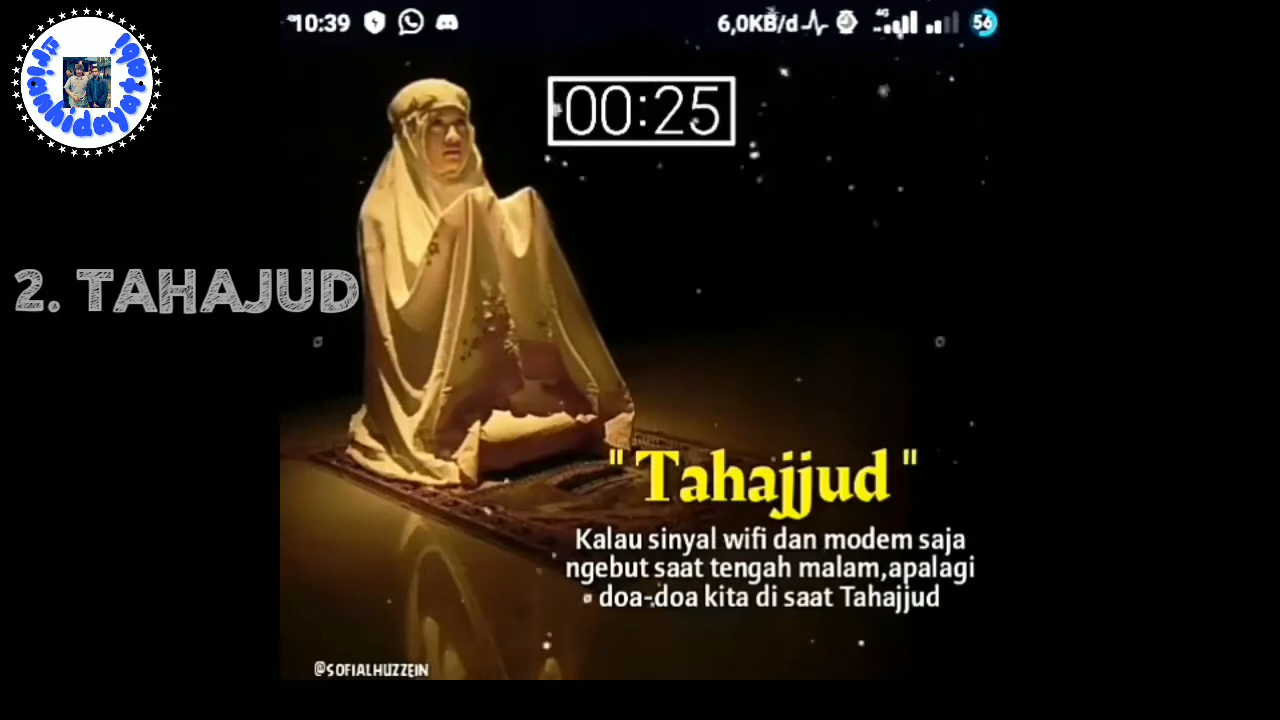 10:39
6,0KB/d
4G
56
00:25
2. TAHAJUD
" Tahajjud "
Kalau sinyal wifi dan modem saja
ngebut saat tengah malam,apalagi
doa-doa kita di saat Tahajjud
@SOFIALHUZZEIN